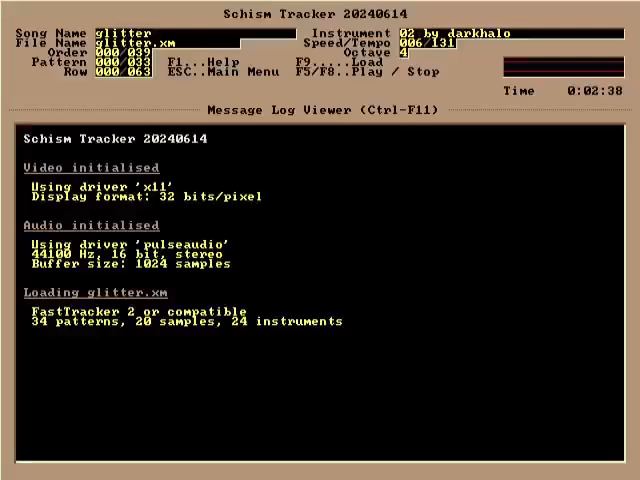 Schism Tracker 20240614
Song Name glitter Instrument 02 by darkhalo
File Name glitter.xm Speed/Tempo 006/131
Order 000/039 Octave 4
Pattern 000/033 F1...Help F9.....Load
Row 000/063 ESC..Main Menu F5/F8..Play / Stop
Time 0:02:38
Message Log Viewer (Ctrl-F11)
Schism Tracker 20240614
Video initialised
Using driver 'x11'
Display format: 32 bits/pixel
Audio initialised
Using driver 'pulseaudio'
44100 Hz, 16 bit, stereo
Buffer size: 1024 samples
Loading glitter.xm
FastTracker 2 or compatible
34 patterns, 20 samples, 24 instruments